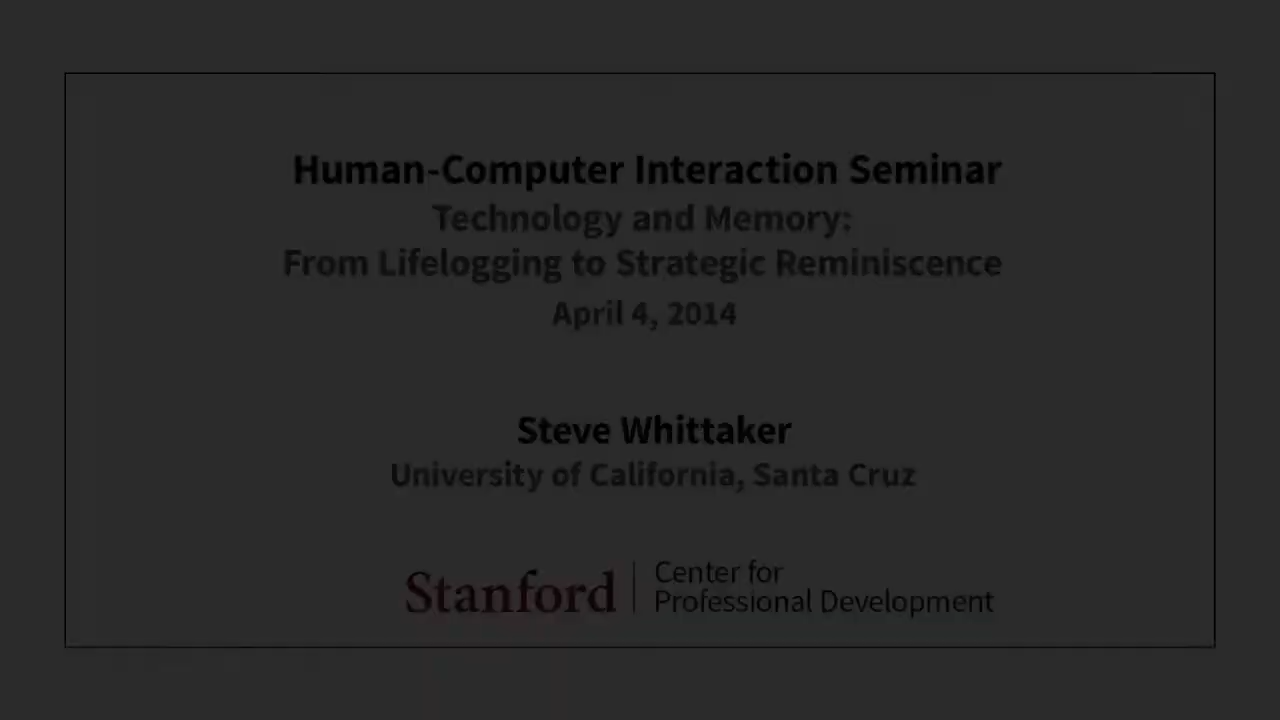 Human-Computer Interaction Seminar
Technology and Memory:
From Lifelogging to Strategic Reminiscence
April 4, 2014
Steve Whittaker
University of California, Santa Cruz
Stanford
Center for
Professional Development